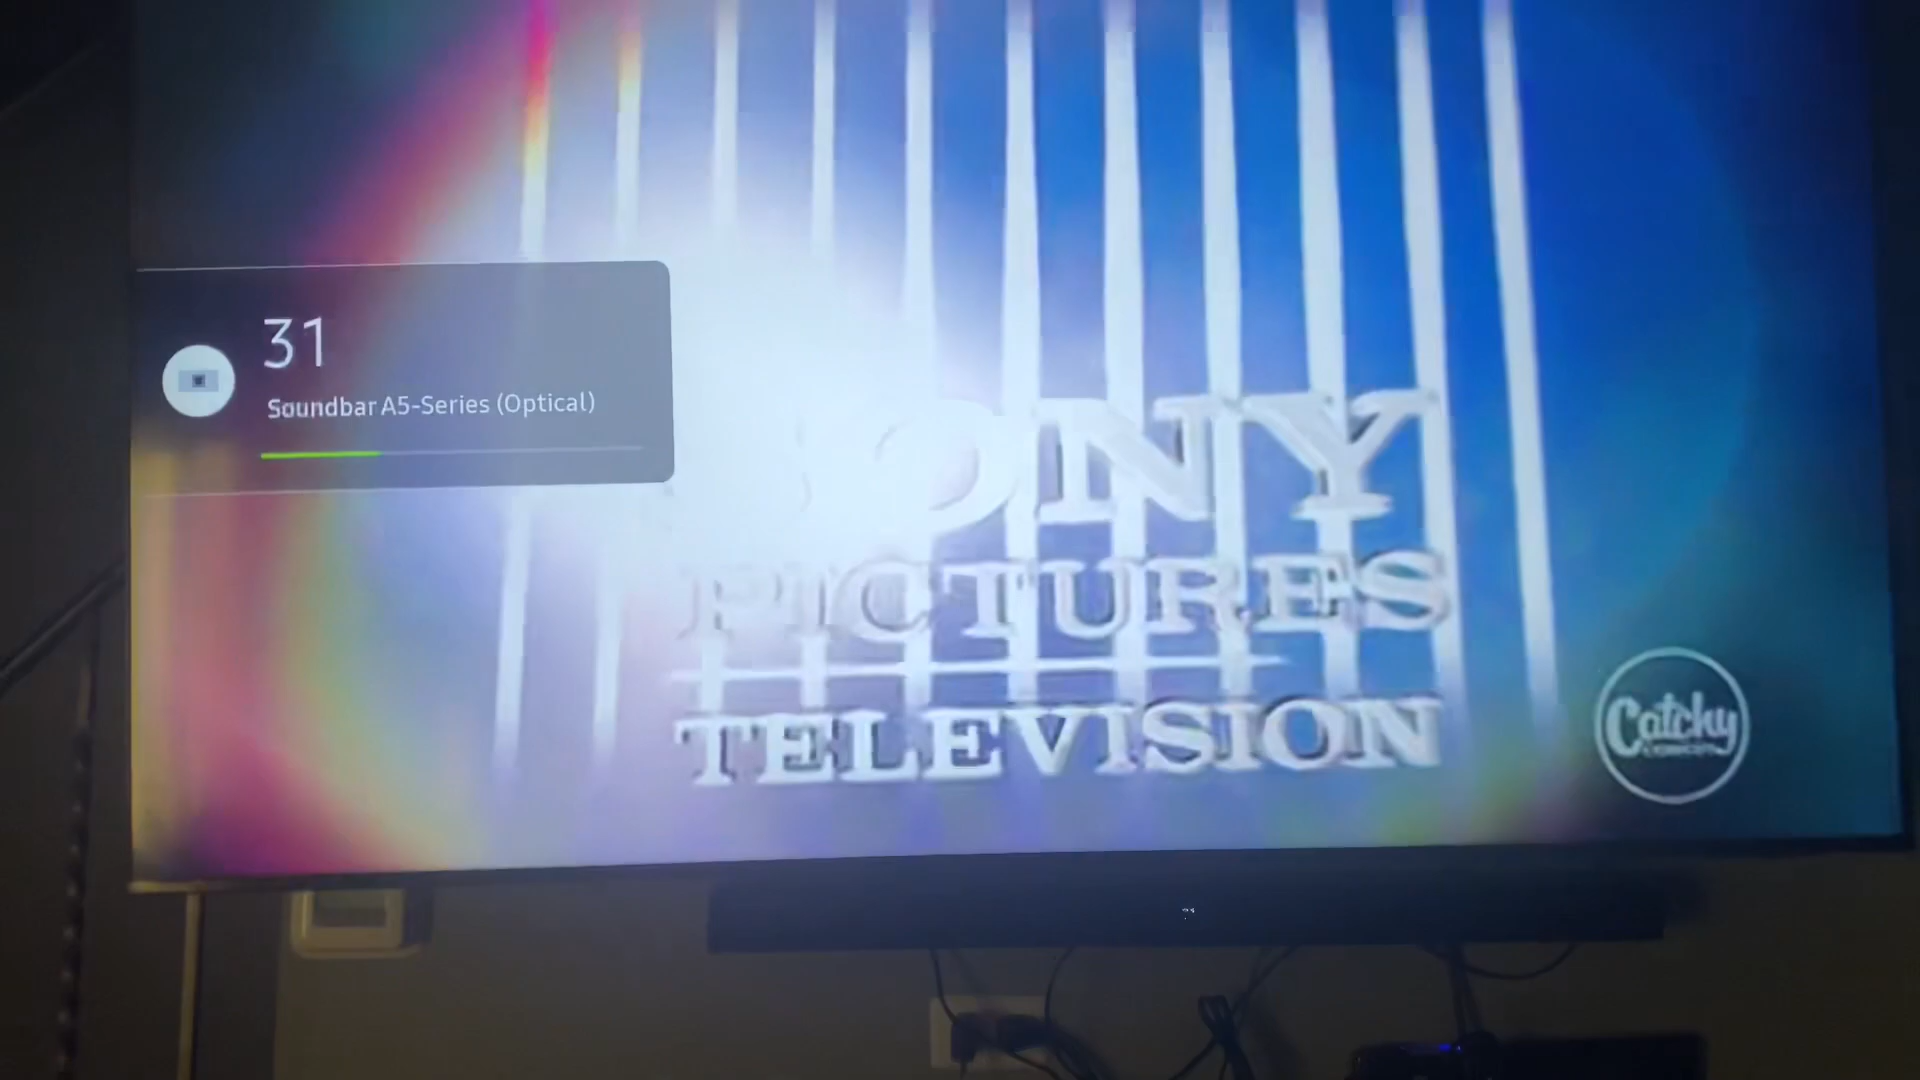 31
Soundbar A5-Series (Optical)
SONY
PICTURES
TELEVISION
Catchy